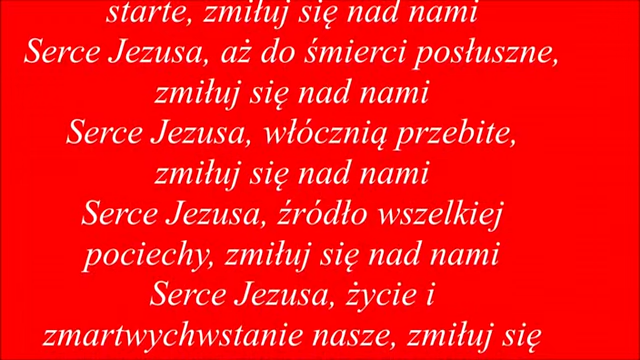 starte, zmiłuj się nad nami
Serce Jezusa, aż do śmierci posłuszne,
zmiłuj się nad nami
Serce Jezusa, włócznią przebite,
zmiłuj się nad nami
Serce Jezusa, źródło wszelkiej
pociechy, zmiłuj się nad nami
Serce Jezusa, życie i
zmartwychwstanie nasze, zmiłuj się